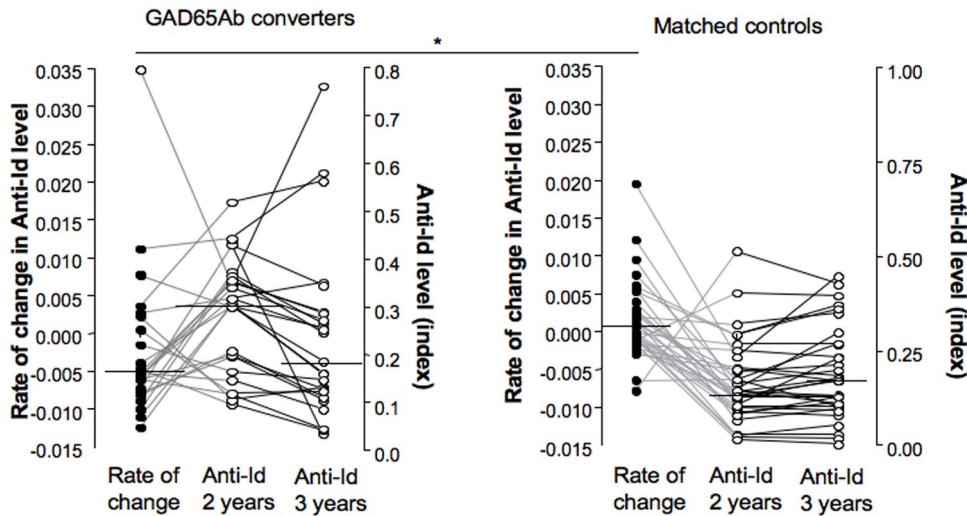 GAD65Ab converters
Matched controls
*
Rate of change in Anti-Id level
0.035
0.030
0.025
0.020
0.015
0.010
0.005
0.000
-0.005
-0.010
-0.015
0.8
0.7
0.6
0.5
0.4
0.3
0.2
0.1
0.0
Anti-Id level (index)
Rate of
change
Anti-Id
2 years
Anti-Id
3 years
Rate of change in Anti-Id level
0.035
0.030
0.025
0.020
0.015
0.010
0.005
0.000
-0.005
-0.010
-0.015
1.00
0.75
0.50
0.25
0.00
Anti-Id level (index)
Rate of
change
Anti-Id
2 years
Anti-Id
3 years